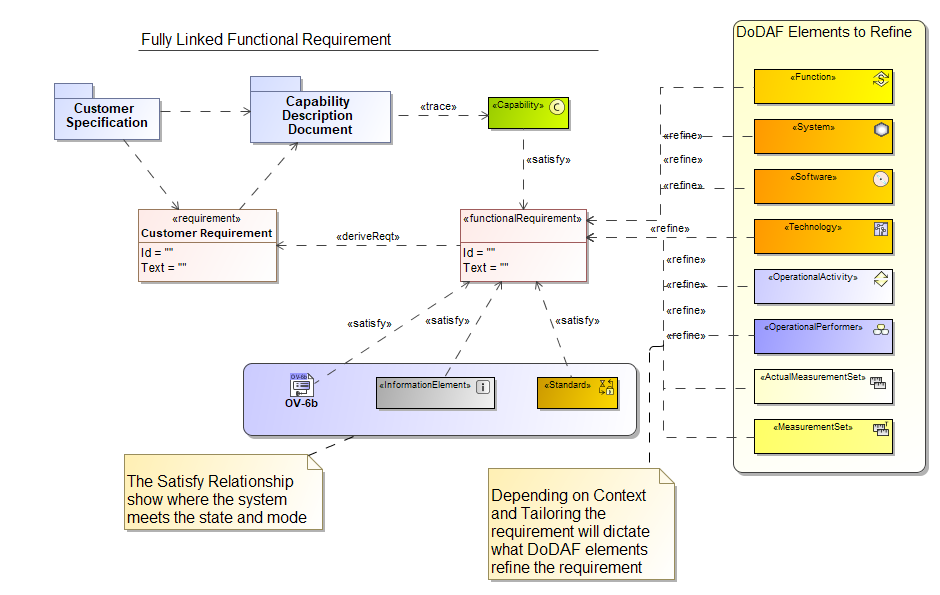 Fully Linked Functional Requirement
DoDAF Elements to Refine
Customer
Specification
Capability
Description
Document
«trace»
«Capability»
C
«satisfy»
«requirement»
Customer Requirement
Id = ""
Text = ""
«deriveReqt»
«functionalRequirement»
Id = ""
Text = ""
«refine»
«refine»
«refine»
«refine»
«refine»
«refine»
«refine»
«refine»
«Function»
S
«System»
«Software»
«Technology»
«OperationalActivity»
«OperationalPerformer»
«ActualMeasurementSet»
«MeasurementSet»
«satisfy»
«satisfy»
«satisfy»
OV-6b
OV-6b
«InformationElement»
i
«Standard»
The Satisfy Relationship
show where the system
meets the state and mode
Depending on Context
and Tailoring the
requirement will dictate
what DoDAF elements
refine the requirement